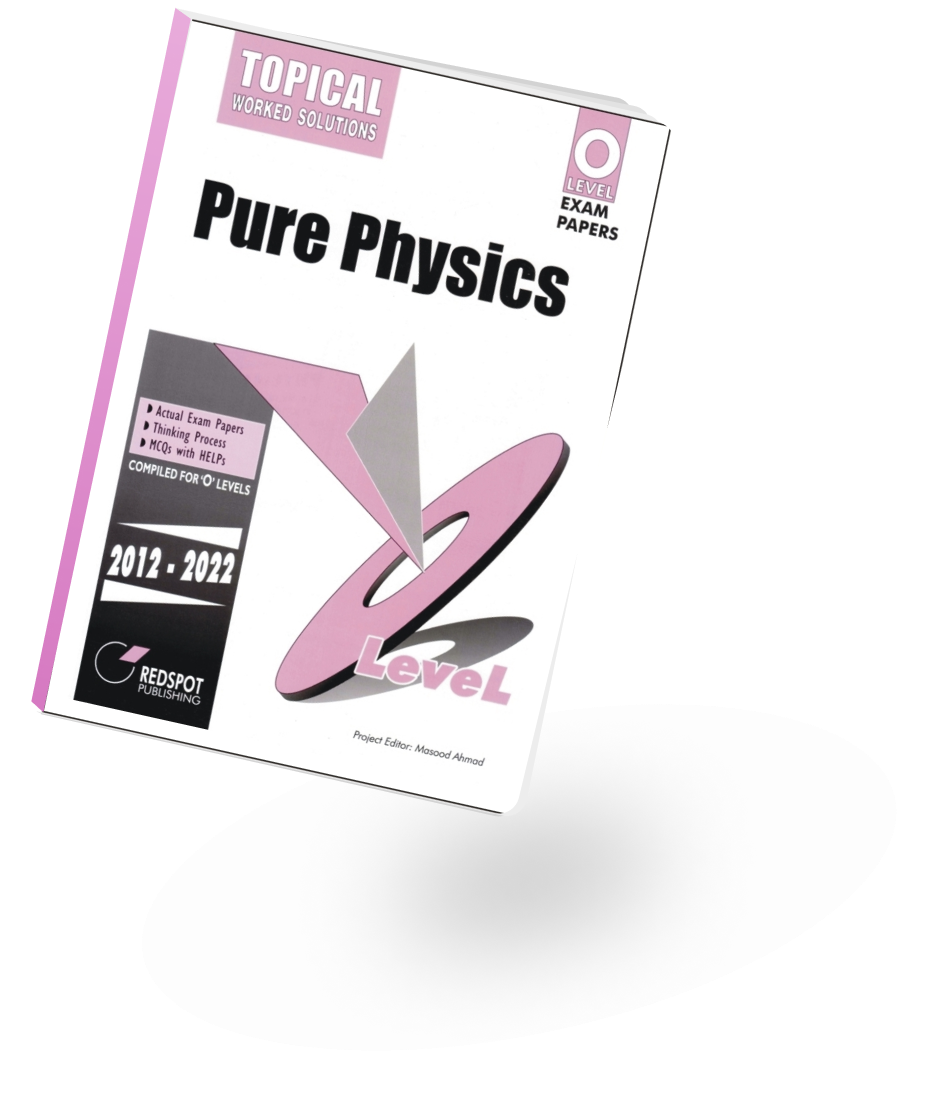 TOPICAL
WORKED SOLUTIONS
O
LEVEL
EXAM
PAPERS
Pure Physics
Actual Exam Papers
Thinking Process
MCQs with HELPs
COMPILED FOR 'O' LEVELS
2012 - 2022
REDSPOT
PUBLISHING
LeveL
Project Editor: Masood Ahmad